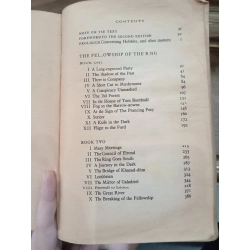 CONTENTS
NOTE ON THE TEXT
FOREWORD TO THE SECOND EDITION
PROLOGUE Concerning Hobbits, and other matters
THE FELLOWSHIP OF THE RING
BOOK ONE
I A Long-expected Party
II The Shadow of the Past
III Three is Company
IV A Short Cut to Mushrooms
V A Conspiracy Unmasked
VI The Old Forest
VII In the House of Tom Bombadil
VIII Fog on the Barrow-downs
IX At the Sign of The Prancing Pony
X Strider
XI A Knife in the Dark
XII Flight to the Ford
BOOK TWO
I Many Meetings
II The Council of Elrond
III The Ring Goes South
IV A Journey in the Dark
V The Bridge of Khazad-dûm
VI Lothlórien
VII The Mirror of Galadriel
VIII Farewell to Lórien
IX The Great River
X The Breaking of the Fellowship